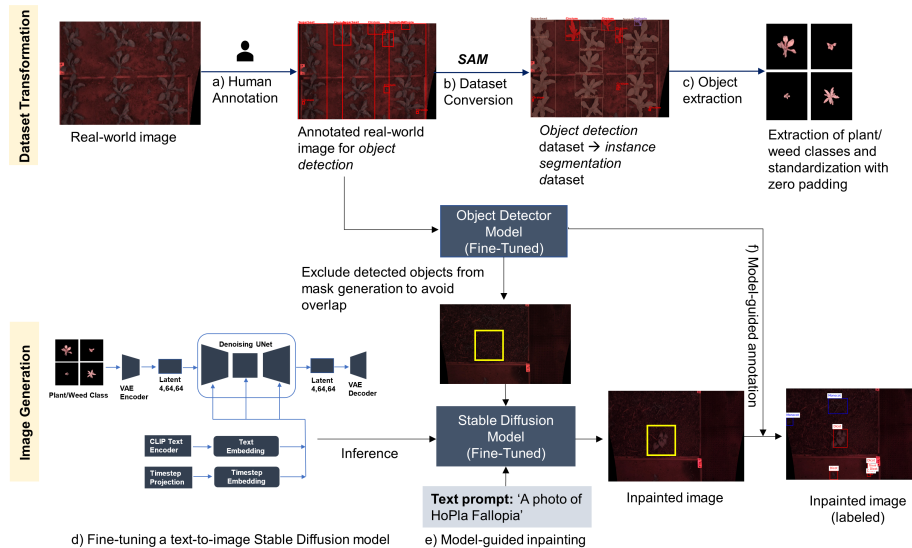 Dataset Transformation
a) Human
Annotation
SAM
b) Dataset
Conversion
c) Object
extraction
Real-world image
Annotated real-world
image for object
detection
Object detection
dataset → instance
segmentation
dataset
Extraction of plant/
weed classes and
standardization with
zero padding
Object Detector
Model
(Fine-Tuned)
Exclude detected objects from
mask generation to avoid
overlap
f) Model-guided annotation
Image Generation
Denoising UNet
Plant/Weed Class
VAE
Encoder
Latent
4,64,64
Latent
4,64,64
VAE
Decoder
CLIP Text
Encoder
Text
Embedding
Timestep
Projection
Timestep
Embedding
Inference
Stable Diffusion
Model
(Fine-Tuned)
Text prompt: ‘A photo of
HoPla Fallopia’
Inpainted image
Inpainted image
(labeled)
d) Fine-tuning a text-to-image Stable Diffusion model
e) Model-guided inpainting